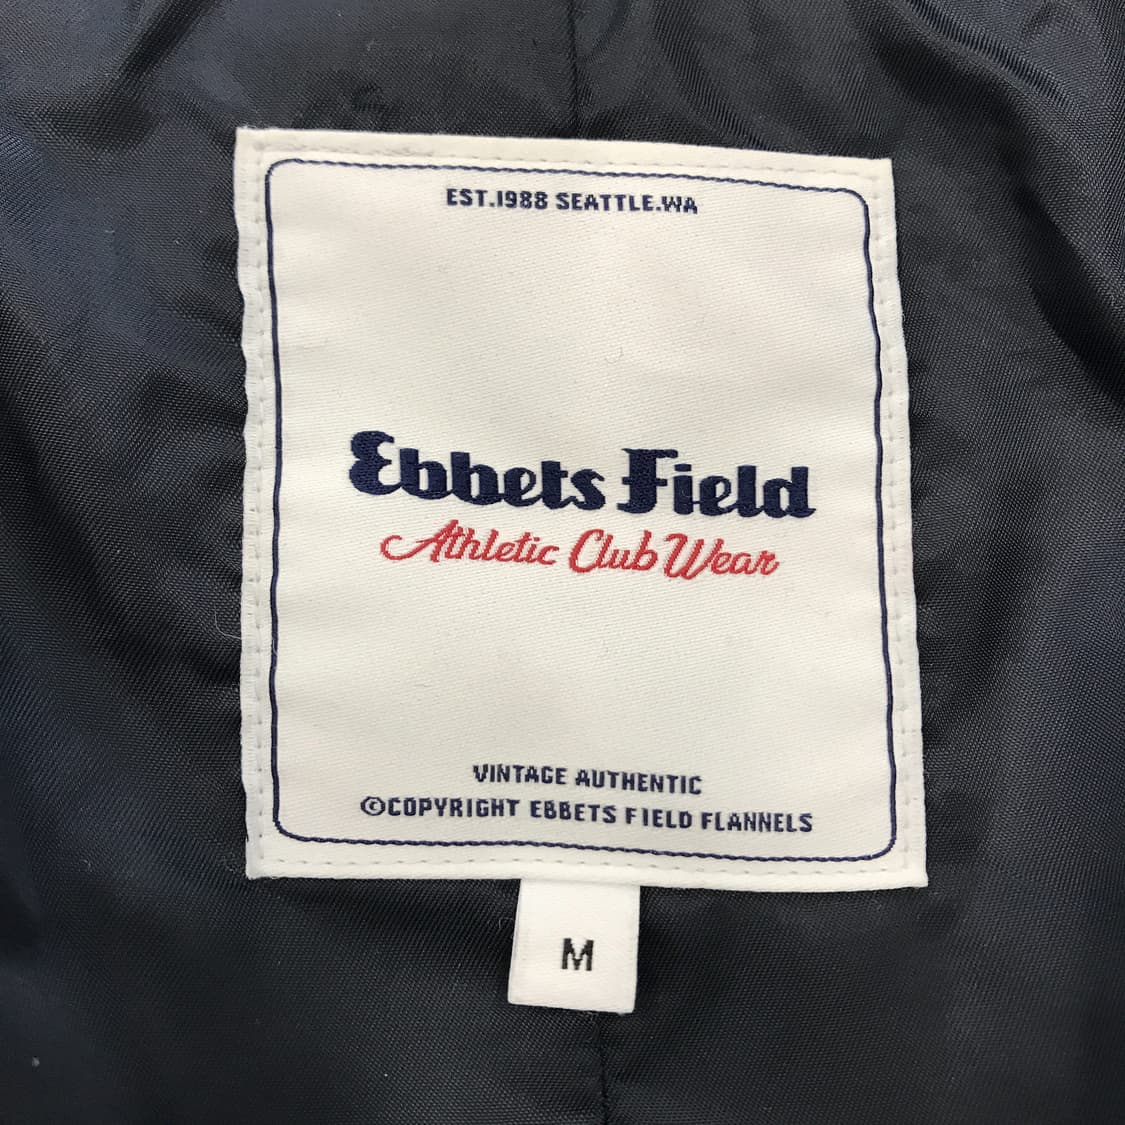 EST.1988 SEATTLE.WA
Ebbets Field
Athletic Club Wear
VINTAGE AUTHENTIC
©COPYRIGHT EBBETS FIELD FLANNELS
M